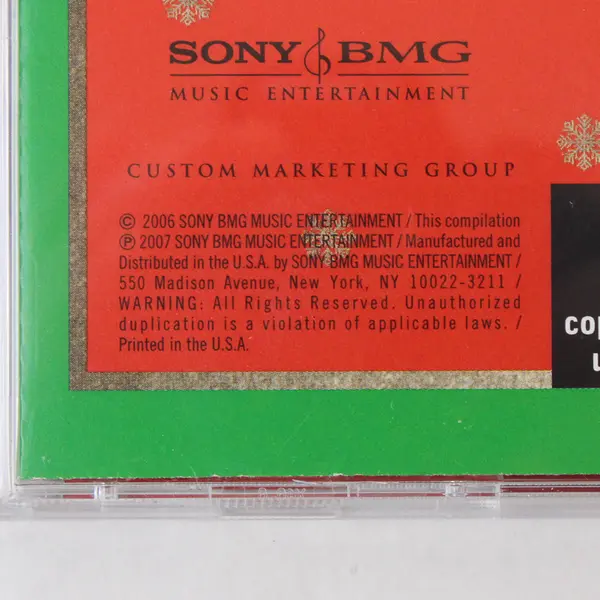 SONY BMG
MUSIC ENTERTAINMENT
CUSTOM MARKETING GROUP
© 2006 SONY BMG MUSIC ENTERTAINMENT / This compilation
℗ 2007 SONY BMG MUSIC ENTERTAINMENT / Manufactured and
Distributed in the U.S.A. by SONY BMG MUSIC ENTERTAINMENT /
550 Madison Avenue, New York, NY 10022-3211 /
WARNING: All Rights Reserved. Unauthorized
duplication is a violation of applicable laws. /
Printed in the U.S.A.